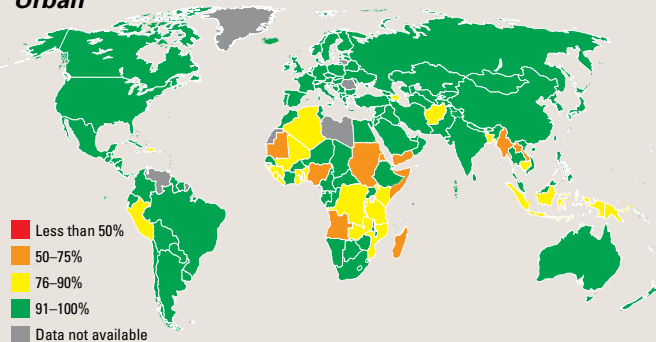 Urban
Less than 50%
50–75%
76–90%
91–100%
Data not available